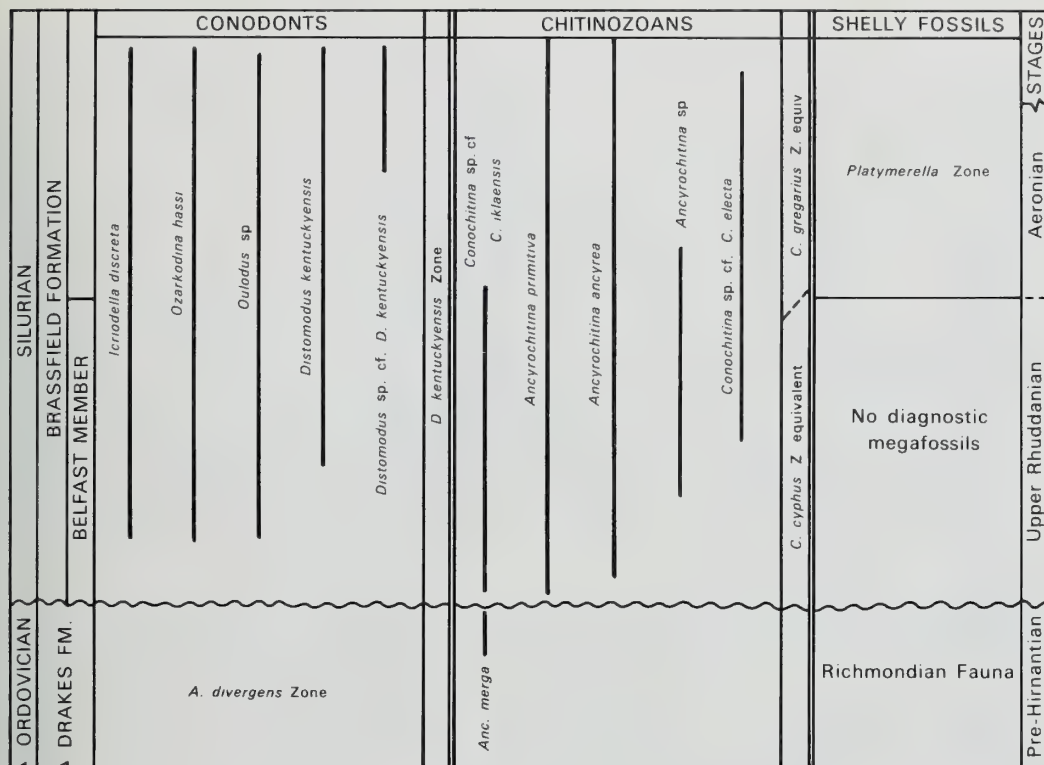 CONODONTS
CHITINOZOANS
SHELLY FOSSILS
STAGES
SILURIAN
BRASSFIELD FORMATION
BELFAST MEMBER
Icriodella discreta
Ozarkodina hassi
Oulodus sp
Distomodus kentuckyensis
Distomodus sp. cf. D. kentuckyensis
D kentuckyensis Zone
Conochitina sp. cf
C. iklaensis
Ancyrochitina primitiva
Ancyrochitina ancyrea
Ancyrochitina sp
Conochitina sp. cf. C. electa
C. gregarius Z. equiv
C. cyphus Z equivalent
Platymerella Zone
No diagnostic
megafossils
Aeronian
Upper Rhuddanian
ORDOVICIAN
DRAKES FM.
A. divergens Zone
Anc. merga
Richmondian Fauna
Pre-Hirnantian